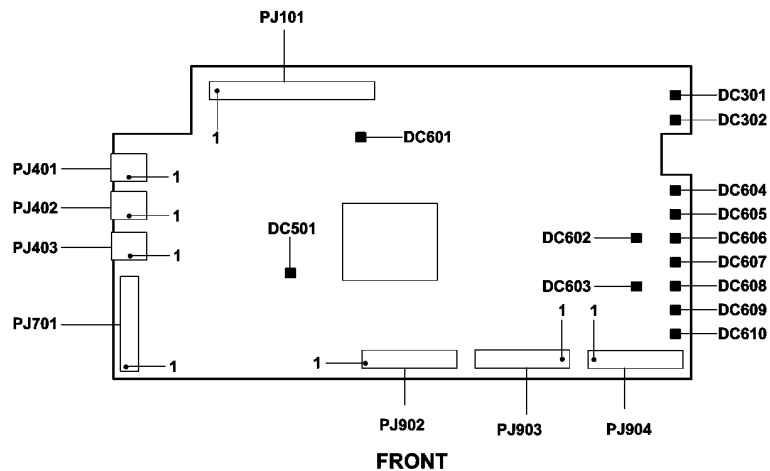 PJ101
DC301
1
DC601
DC302
PJ401
1
DC604
PJ402
1
DC605
DC501
DC602
DC606
PJ403
1
DC607
DC603
DC608
PJ701
1
1
DC609
DC610
1
1
PJ902
PJ903
PJ904
FRONT